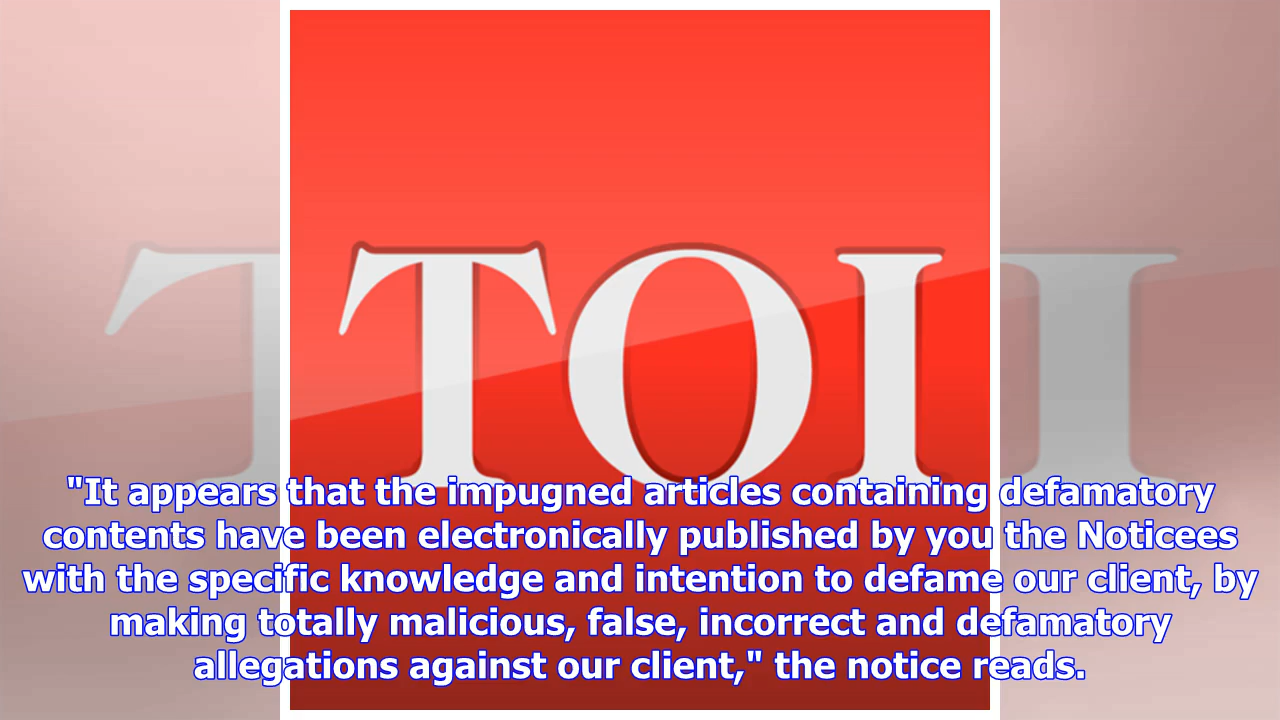 TOI
"It appears that the impugned articles containing defamatory
contents have been electronically published by you the Noticees
with the specific knowledge and intention to defame our client, by
making totally malicious, false, incorrect and defamatory
allegations against our client," the notice reads.